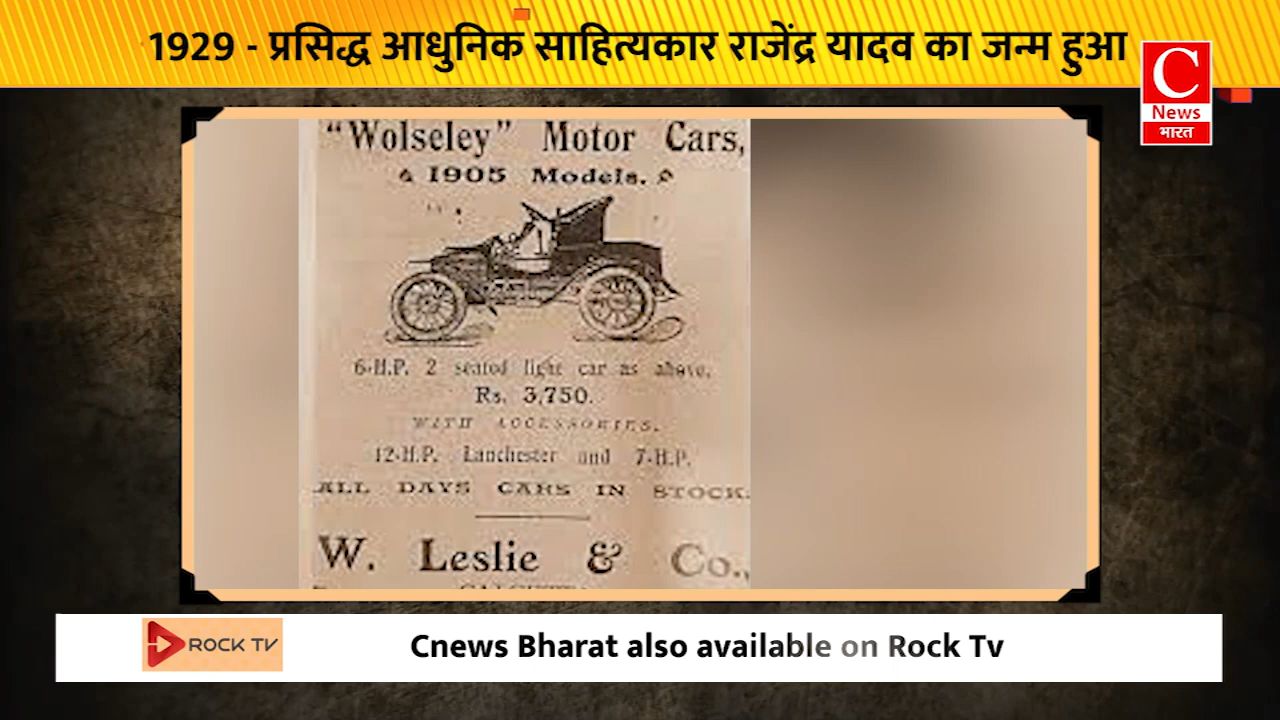 1929 - प्रसिद्ध आधुनिक साहित्यकार राजेंद्र यादव का जन्म हुआ
C
News
भारत
"Wolseley" Motor Cars,
1905 Models.
6-H.P. 2 seated light car as above.
Rs. 3,750.
WITH ACCESSORIES.
12-H.P. Lanchester and 7-H.P.
ALL DAYS CARS IN STOCK.
W. Leslie & Co.,
ROCK TV
Cnews Bharat also available on Rock Tv